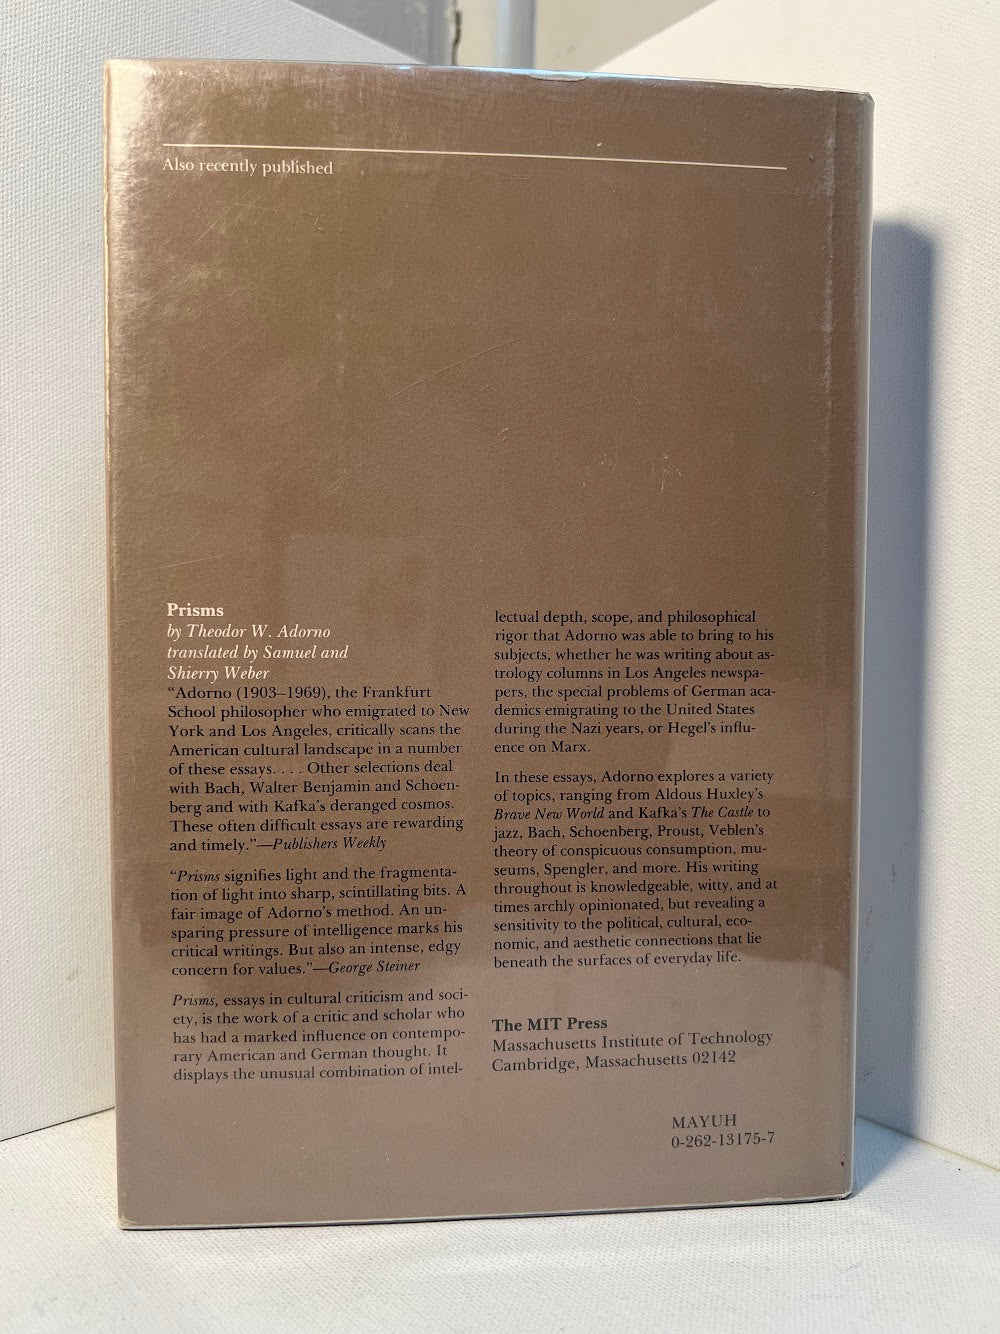 Also recently published
Prisms
by Theodor W. Adorno
translated by Samuel and
Shierry Weber
“Adorno (1903–1969), the Frankfurt
School philosopher who emigrated to New
York and Los Angeles, critically scans the
American cultural landscape in a number
of these essays. . . . Other selections deal
with Bach, Walter Benjamin and Schoen-
berg and with Kafka’s deranged cosmos.
These often difficult essays are rewarding
and timely.”—Publishers Weekly
“Prisms signifies light and the fragmenta-
tion of light into sharp, scintillating bits. A
fair image of Adorno’s method. An un-
sparing pressure of intelligence marks his
critical writings. But also an intense, edgy
concern for values.”—George Steiner
Prisms, essays in cultural criticism and soci-
ety, is the work of a critic and scholar who
has had a marked influence on contempo-
rary American and German thought. It
displays the unusual combination of intel-
lectual depth, scope, and philosophical
rigor that Adorno was able to bring to his
subjects, whether he was writing about as-
trology columns in Los Angeles newspa-
pers, the special problems of German aca-
demics emigrating to the United States
during the Nazi years, or Hegel’s influ-
ence on Marx.
In these essays, Adorno explores a variety
of topics, ranging from Aldous Huxley’s
Brave New World and Kafka’s The Castle to
jazz, Bach, Schoenberg, Proust, Veblen’s
theory of conspicuous consumption, mu-
seums, Spengler, and more. His writing
throughout is knowledgeable, witty, and at
times archly opinionated, but revealing a
sensitivity to the political, cultural, eco-
nomic, and aesthetic connections that lie
beneath the surfaces of everyday life.
The MIT Press
Massachusetts Institute of Technology
Cambridge, Massachusetts 02142
MAYUH
0-262-13175-7